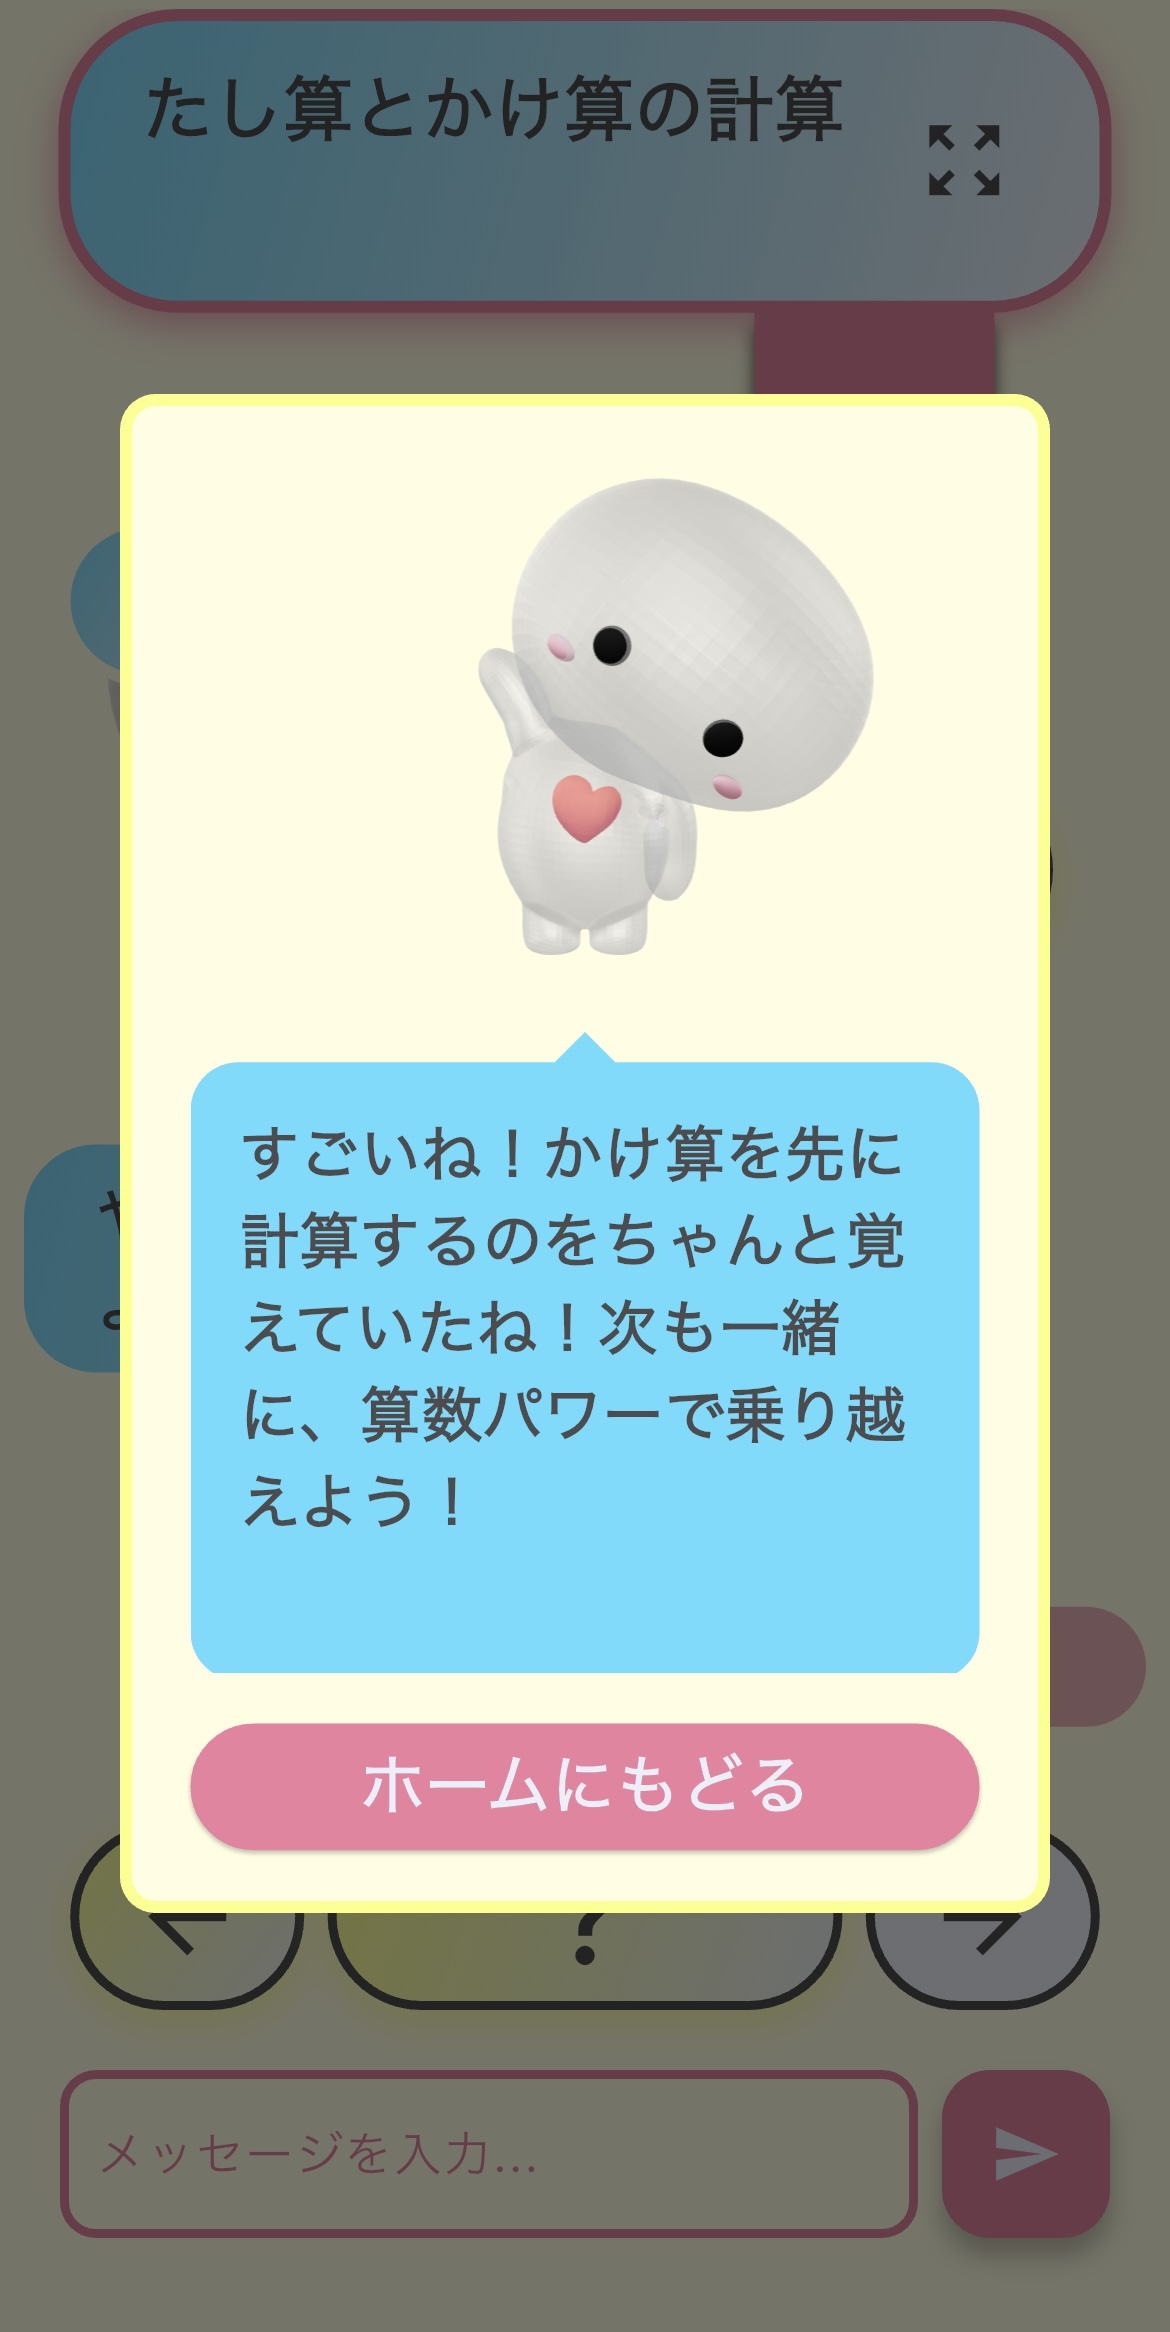 たし算とかけ算の計算
すごいね！かけ算を先に
計算するのをちゃんと覚
えていたね！次も一緒
に、算数パワーで乗り越
えよう！
ホームにもどる
?
メッセージを入力...